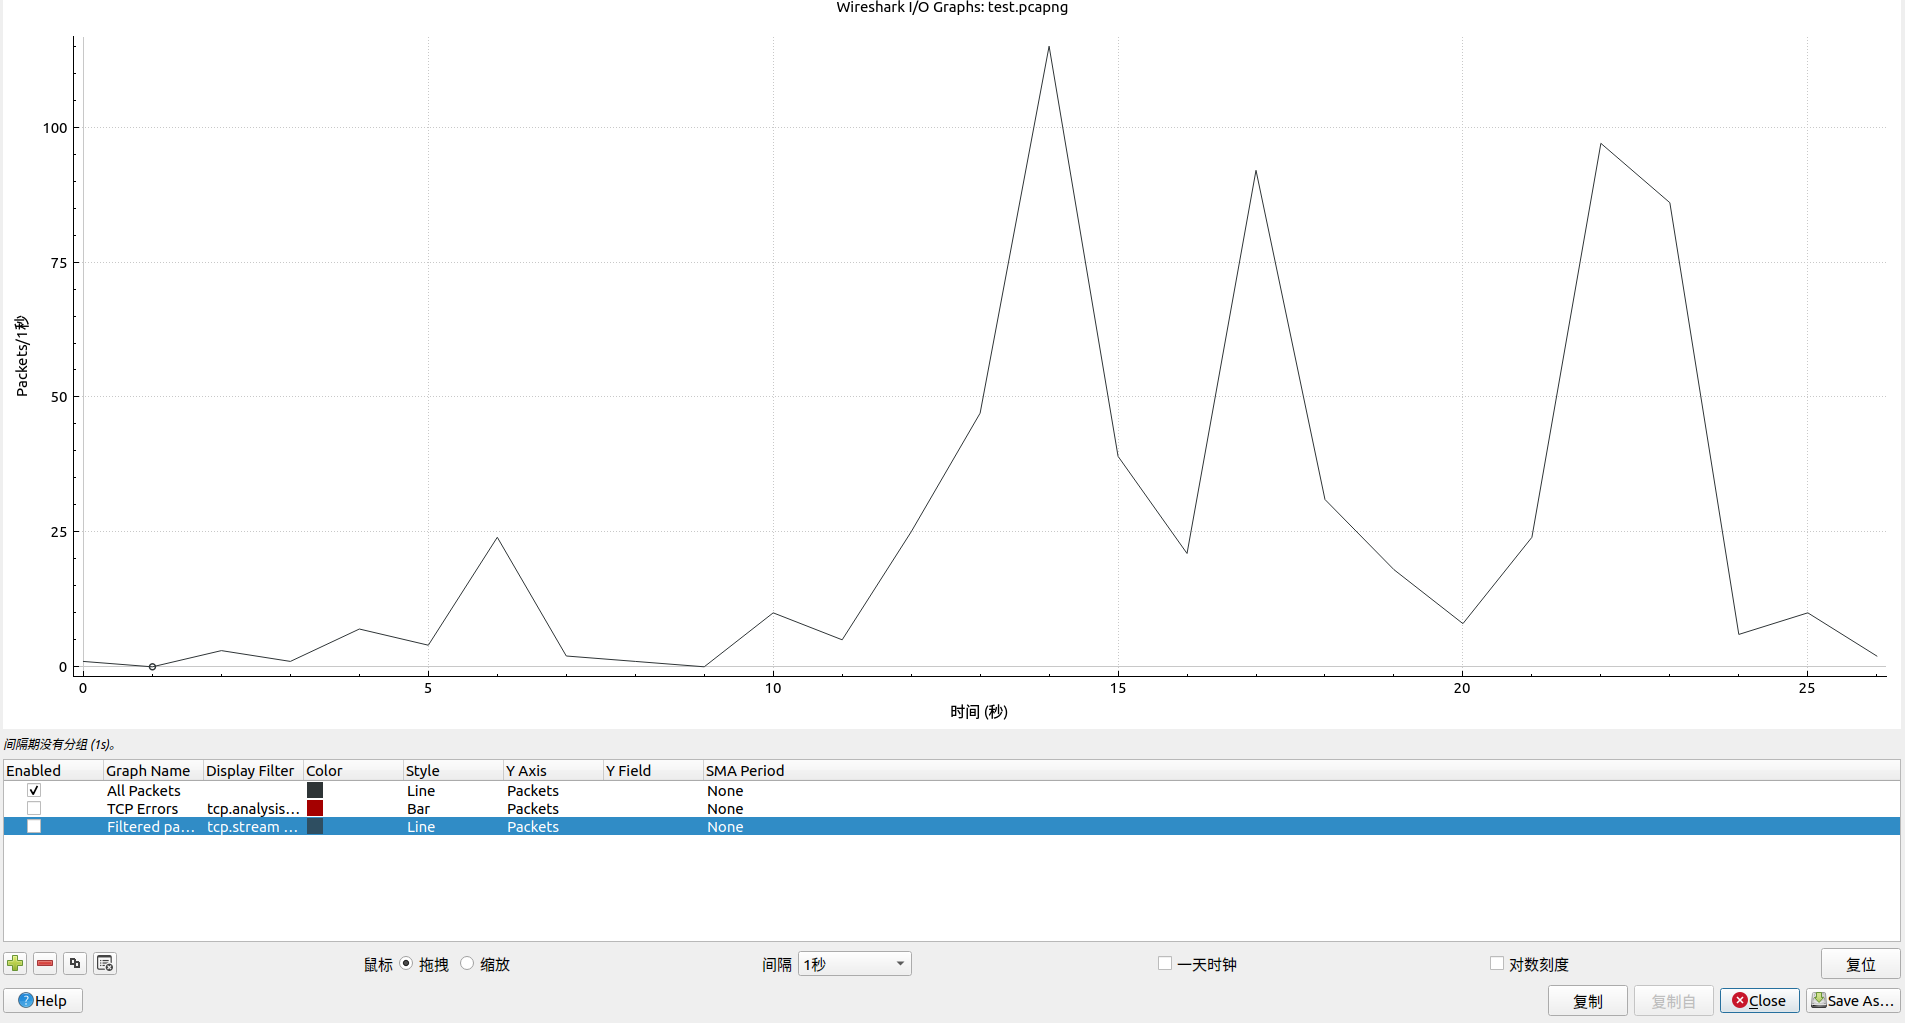 Wireshark I/O Graphs: test.pcapng
100
75
50
25
0
Packets/1秒
0 5 10 15 20 25
时间 (秒)
间隔期没有分组 (1s)。
Enabled Graph Name Display Filter Color Style Y Axis Y Field SMA Period
All Packets Line Packets None
TCP Errors tcp.analysis... Bar Packets None
Filtered pa... tcp.stream ... Line Packets None
鼠标 拖拽 缩放 间隔 1秒 一天时钟 对数刻度 复位
Help 复制 复制自 Close Save As...